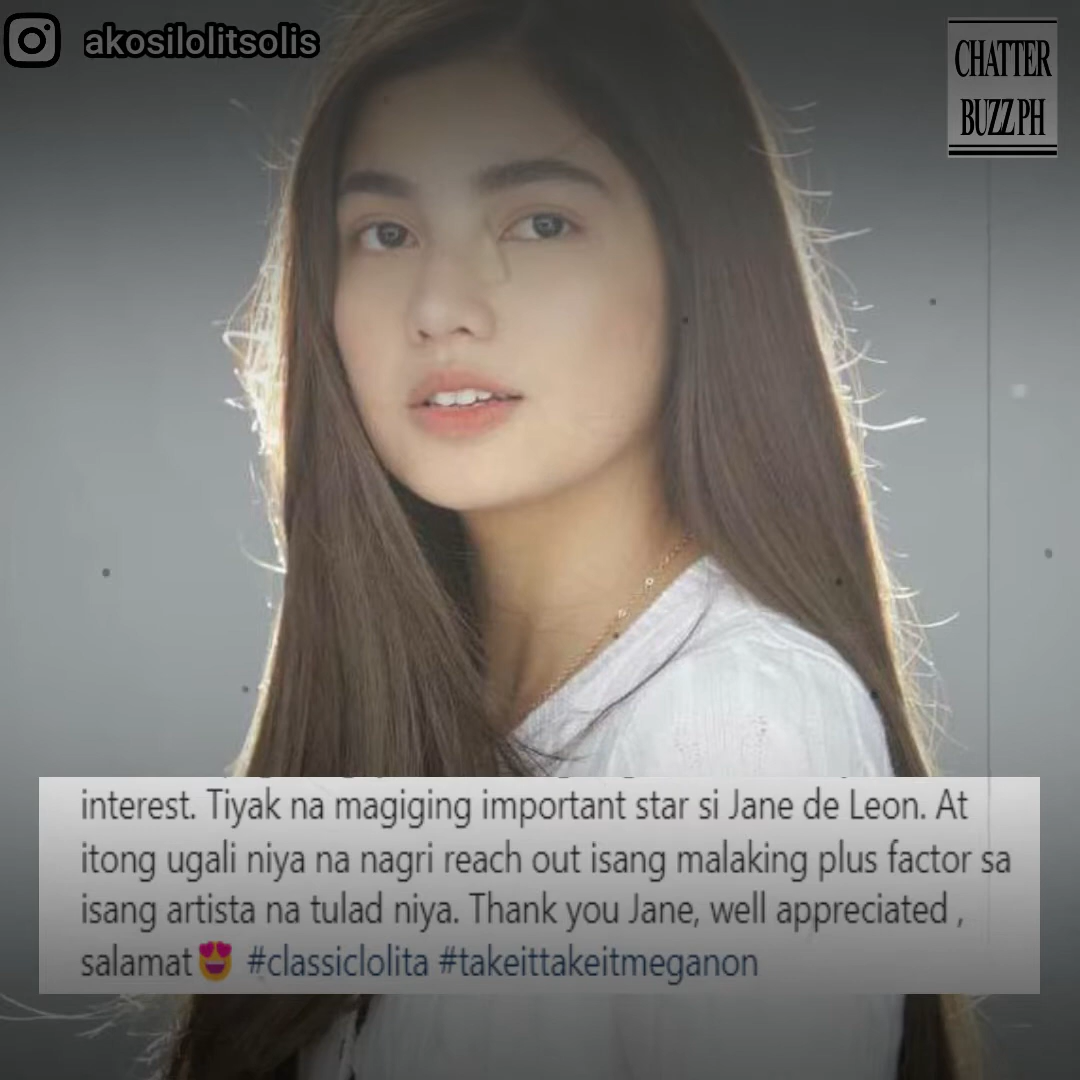 akosilolitsolis
CHATTER
BUZZ PH
interest. Tiyak na magiging important star si Jane de Leon. At
itong ugali niya na nagri reach out isang malaking plus factor sa
isang artista na tulad niya. Thank you Jane, well appreciated ,
salamat😍 #classiclolita #takeittakeitmeganon